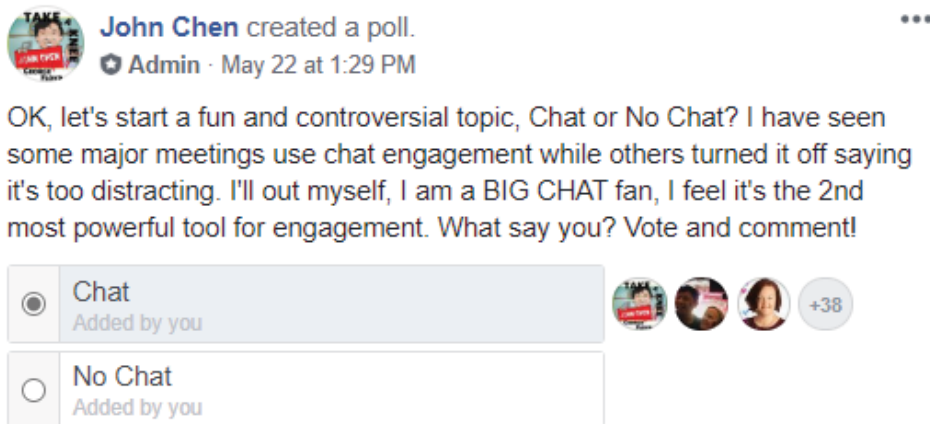 John Chen created a poll.
Admin · May 22 at 1:29 PM
OK, let's start a fun and controversial topic, Chat or No Chat? I have seen
some major meetings use chat engagement while others turned it off saying
it's too distracting. I'll out myself, I am a BIG CHAT fan, I feel it's the 2nd
most powerful tool for engagement. What say you? Vote and comment!
Chat
Added by you
+38
No Chat
Added by you